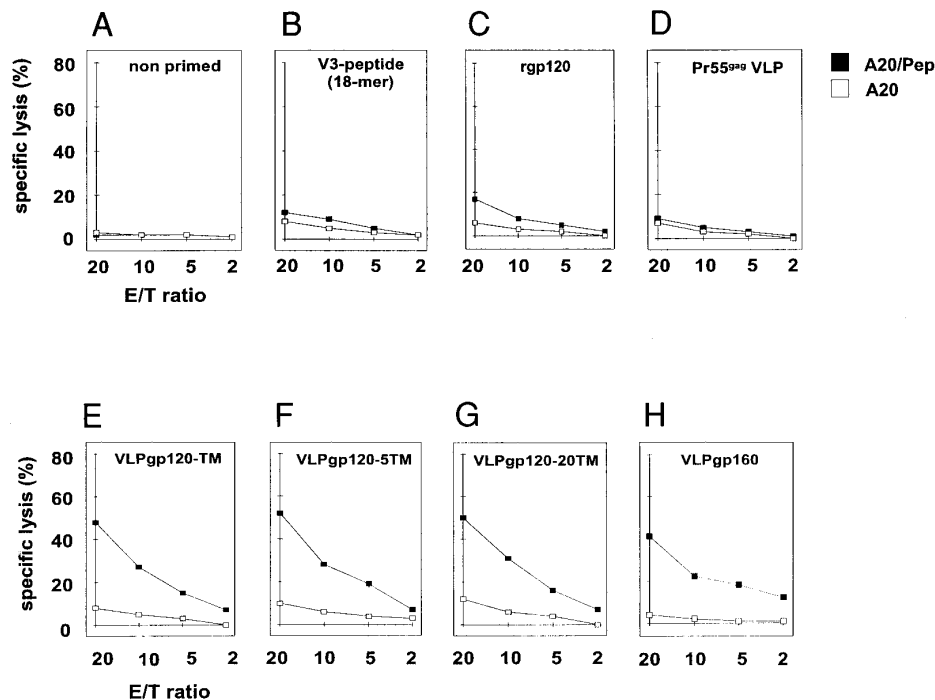 A
B
C
D
non primed
V3-peptide
(18-mer)
rgp120
Pr55gag VLP
A20/Pep
A20
specific lysis (%)
80
60
40
20
0
20 10 5 2
20 10 5 2
20 10 5 2
20 10 5 2
E/T ratio
E
F
G
H
VLPgp120-TM
VLPgp120-5TM
VLPgp120-20TM
VLPgp160
specific lysis (%)
80
60
40
20
0
20 10 5 2
20 10 5 2
20 10 5 2
20 10 5 2
E/T ratio